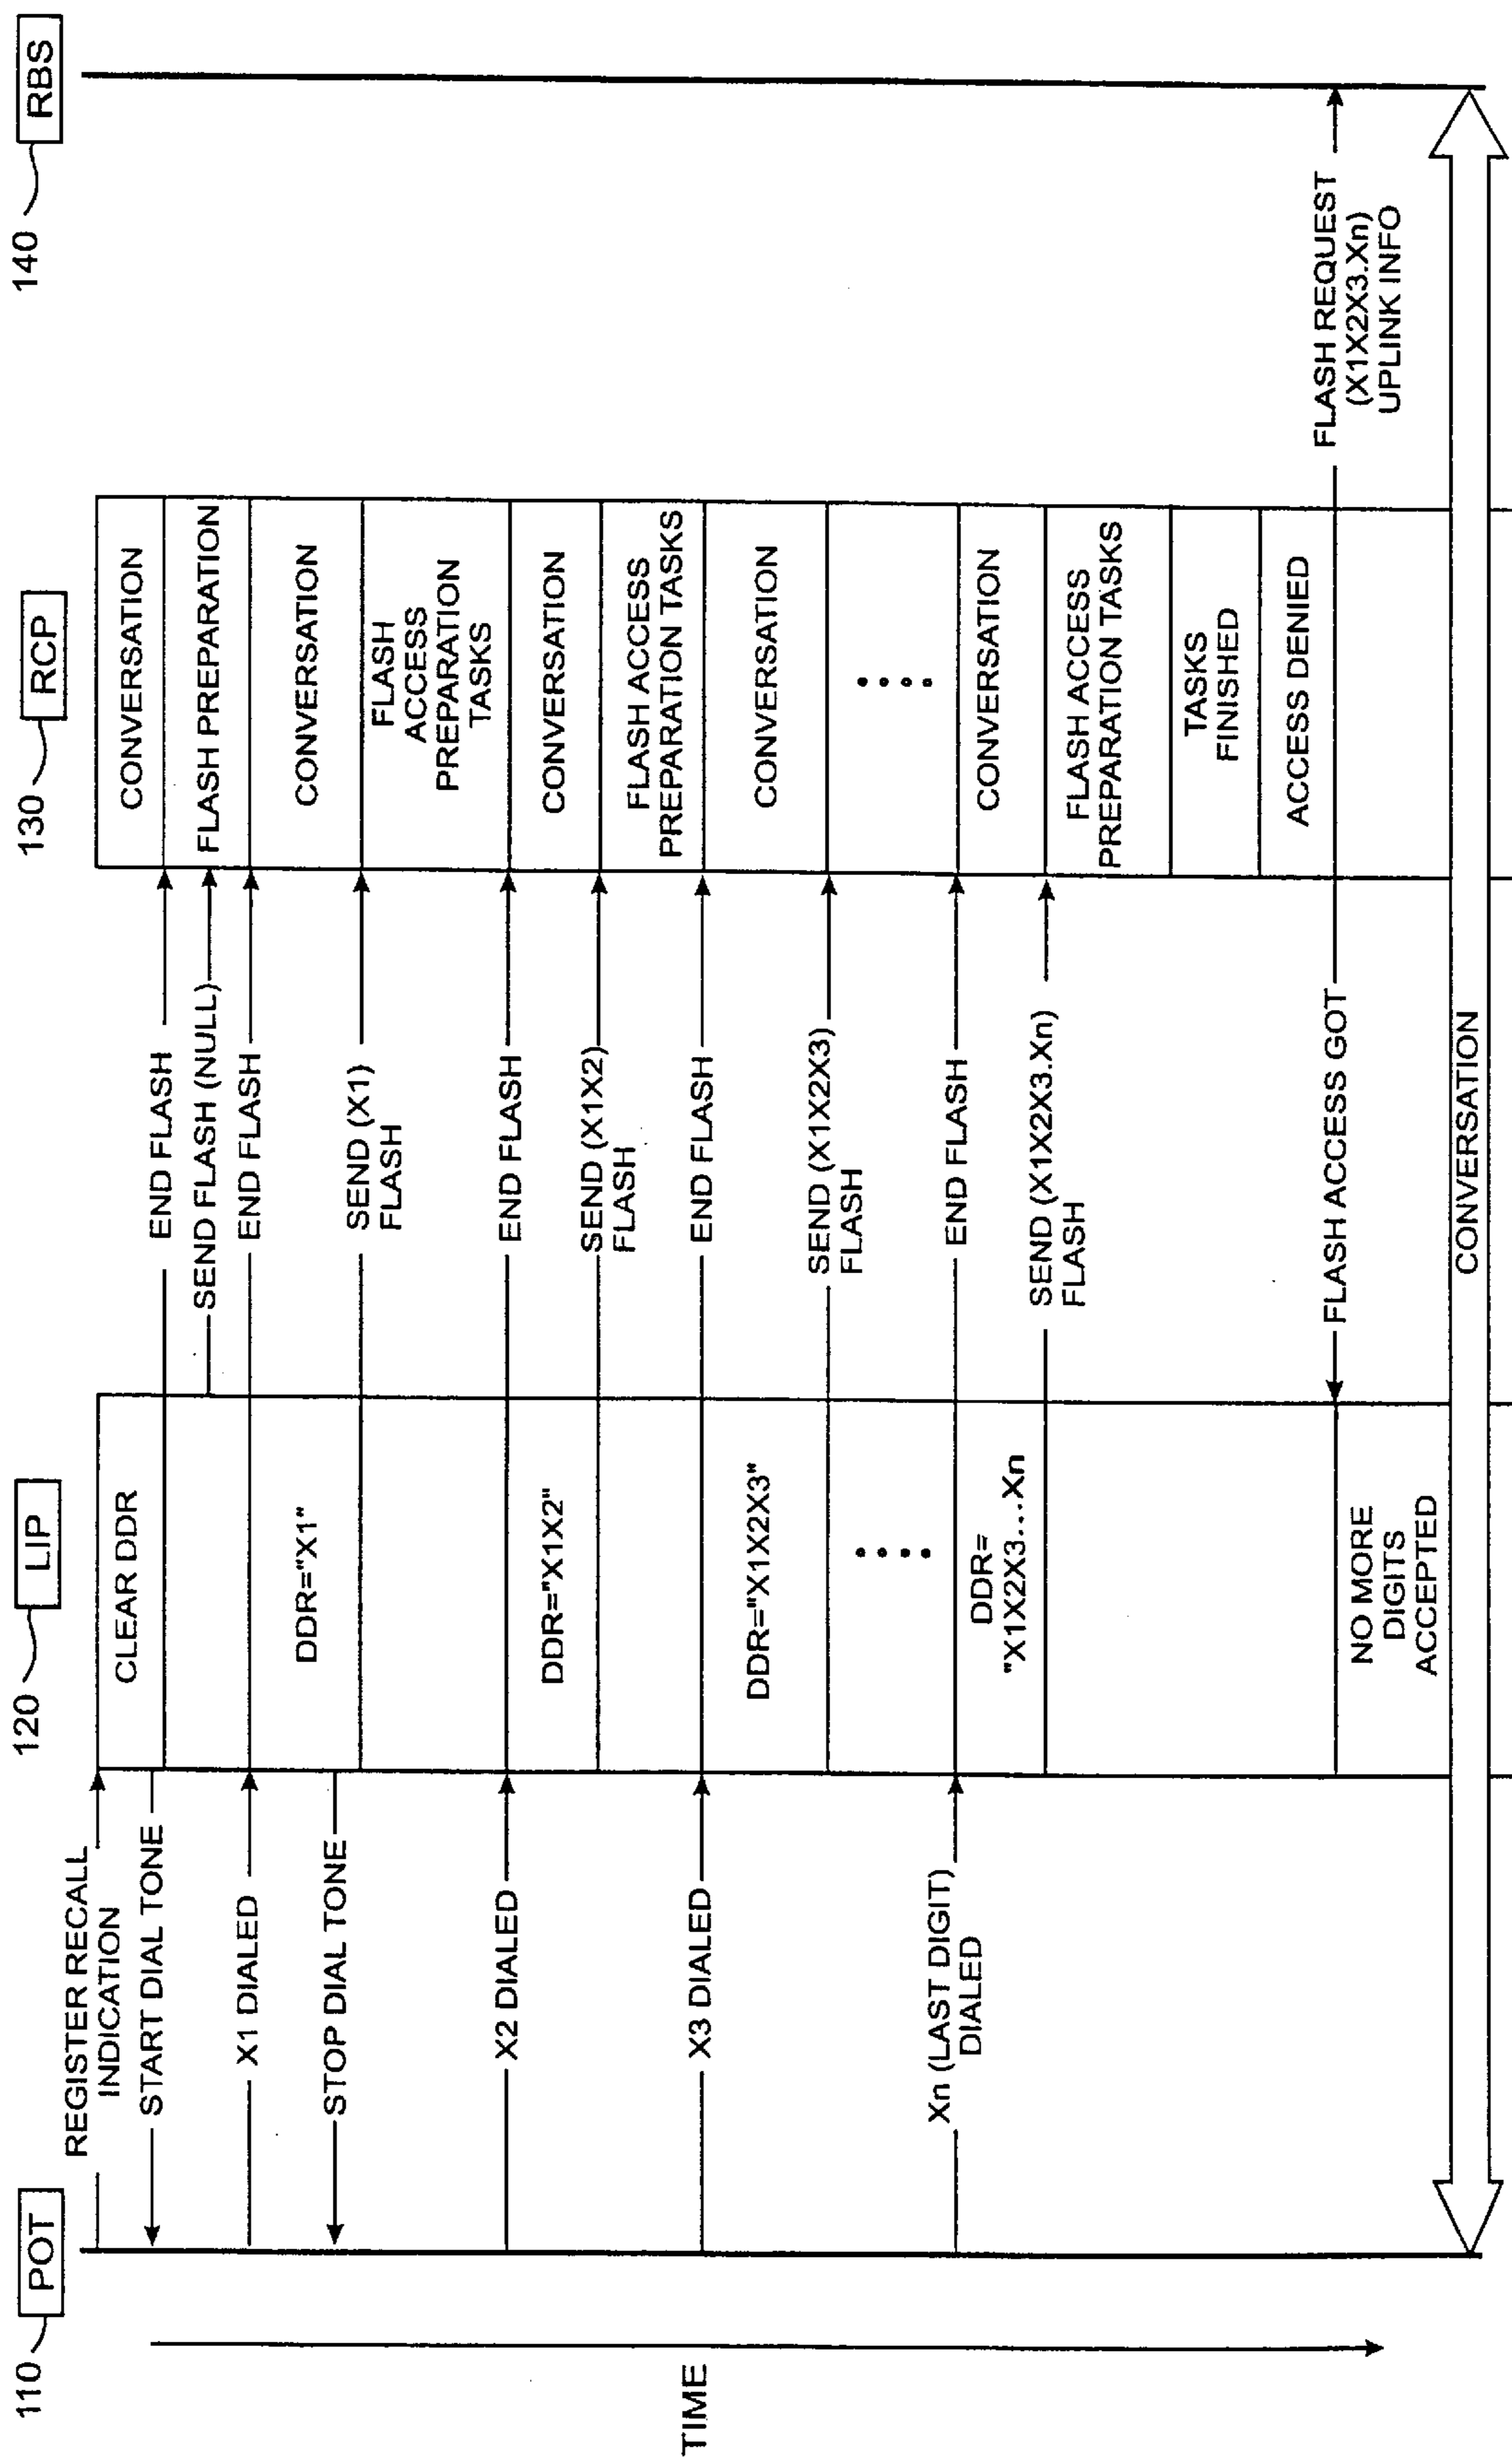 110
POT
120
LIP
130
RCP
140
RBS
TIME
REGISTER RECALL
INDICATION
CLEAR DDR
CONVERSATION
START DIAL TONE
END FLASH
SEND FLASH (NULL)
FLASH PREPARATION
X1 DIALED
END FLASH
DDR="X1"
CONVERSATION
STOP DIAL TONE
SEND (X1)
FLASH
FLASH
ACCESS
PREPARATION
TASKS
X2 DIALED
END FLASH
DDR="X1X2"
CONVERSATION
SEND (X1X2)
FLASH
FLASH ACCESS
PREPARATION TASKS
X3 DIALED
END FLASH
DDR="X1X2X3"
CONVERSATION
SEND (X1X2X3)
FLASH
....
....
Xn (LAST DIGIT)
DIALED
END FLASH
DDR=
"X1X2X3...Xn
CONVERSATION
SEND (X1X2X3.Xn)
FLASH
FLASH ACCESS
PREPARATION TASKS
TASKS
FINISHED
ACCESS DENIED
FLASH ACCESS GOT
FLASH REQUEST
(X1X2X3.Xn)
UPLINK INFO
NO MORE
DIGITS
ACCEPTED
CONVERSATION